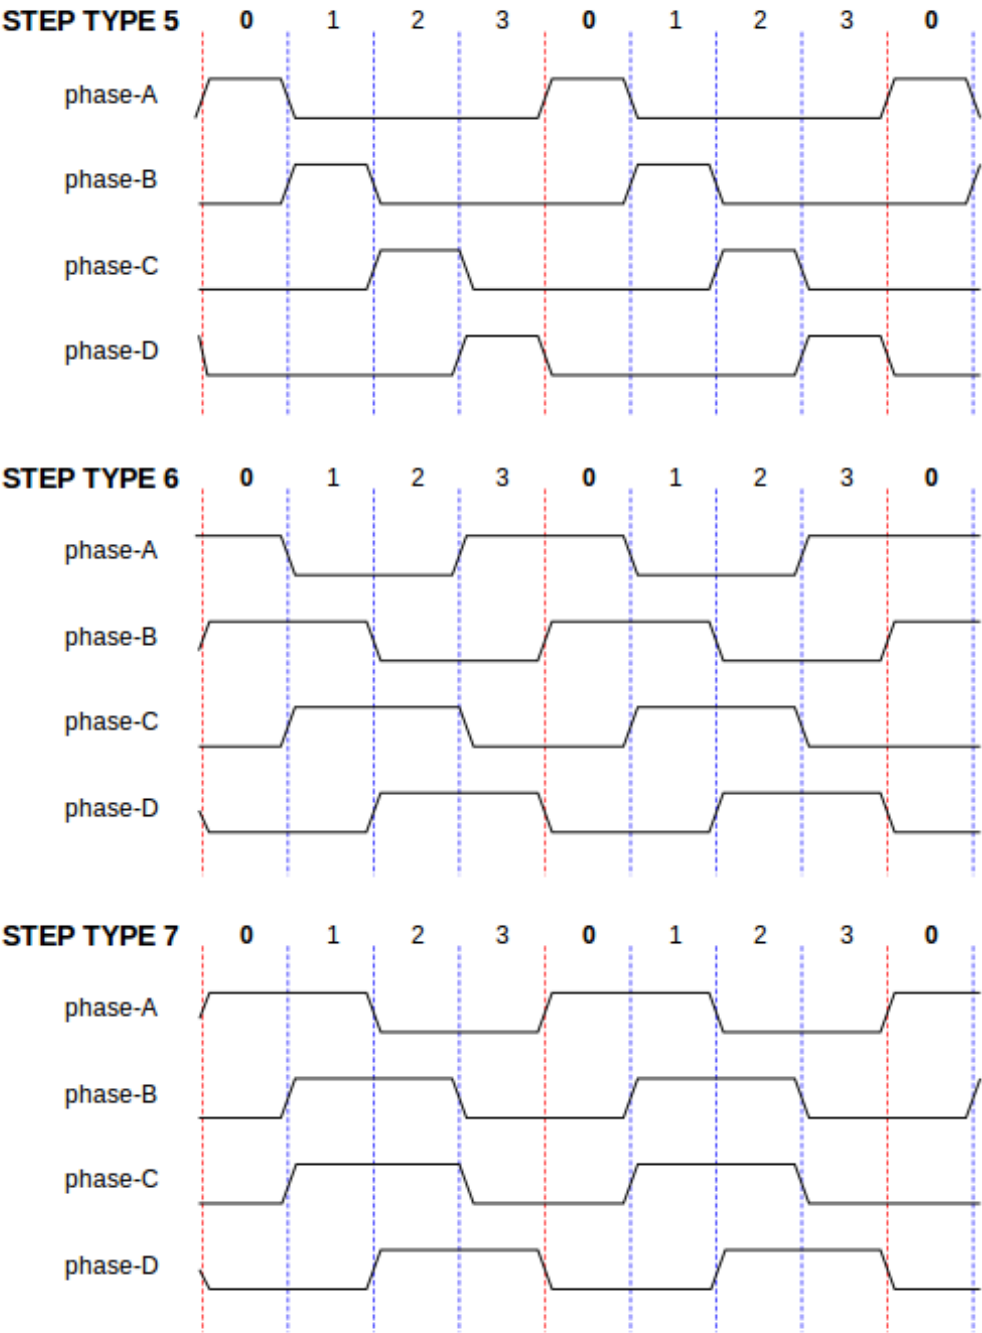 STEP TYPE 5 0 1 2 3 0 1 2 3 0
phase-A
phase-B
phase-C
phase-D
STEP TYPE 6 0 1 2 3 0 1 2 3 0
phase-A
phase-B
phase-C
phase-D
STEP TYPE 7 0 1 2 3 0 1 2 3 0
phase-A
phase-B
phase-C
phase-D